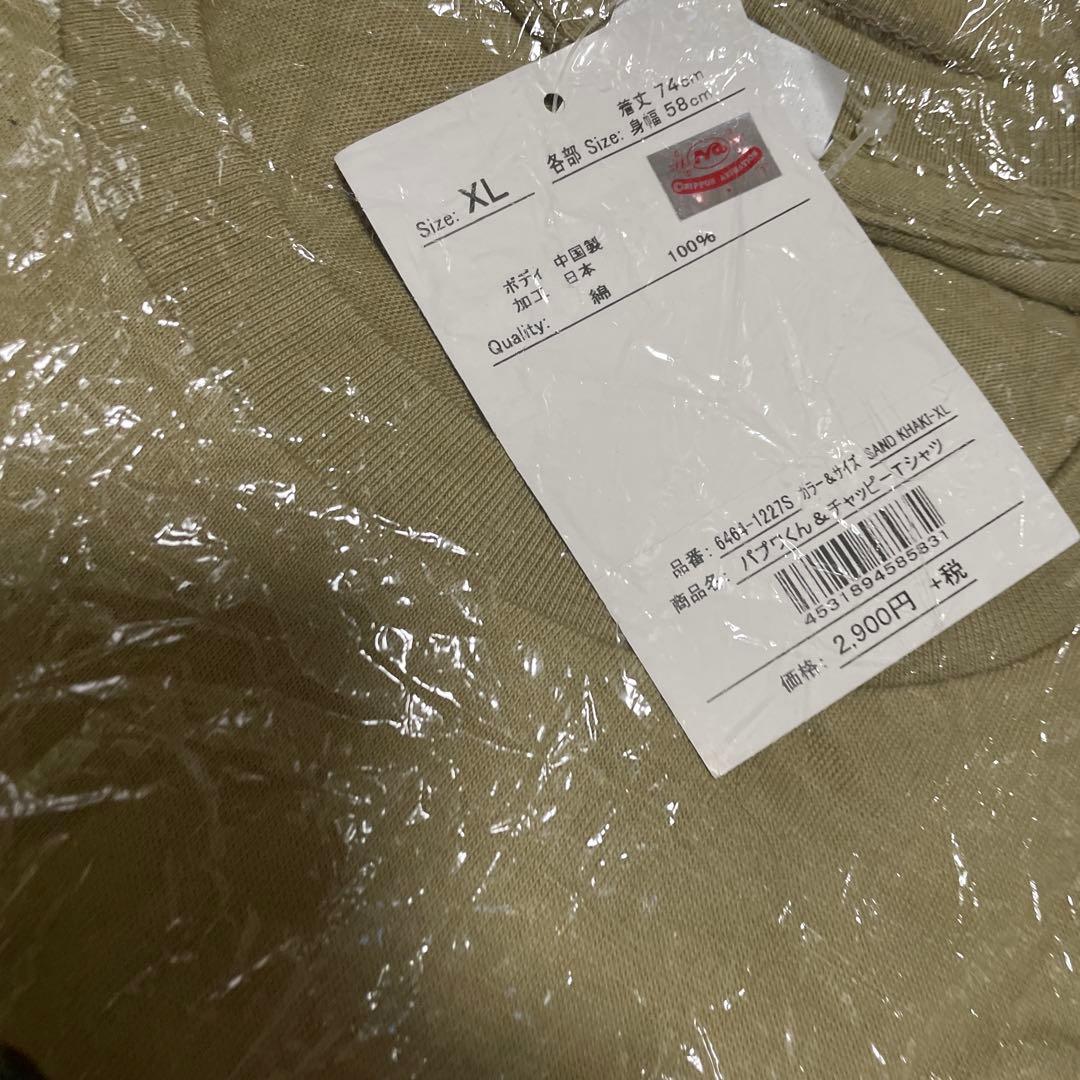 着丈 74cm
各部 Size: 身幅 58cm
Size: XL
©NIPPON ANIMATION
ボディ 中国製
加工 日本
Quality: 綿 100%
品番: 6464-1227S カラー&サイズ SAND KHAKI-XL
商品名: パプワくん&チャッピーTシャツ
4531894585831
価格: 2,900円 +税